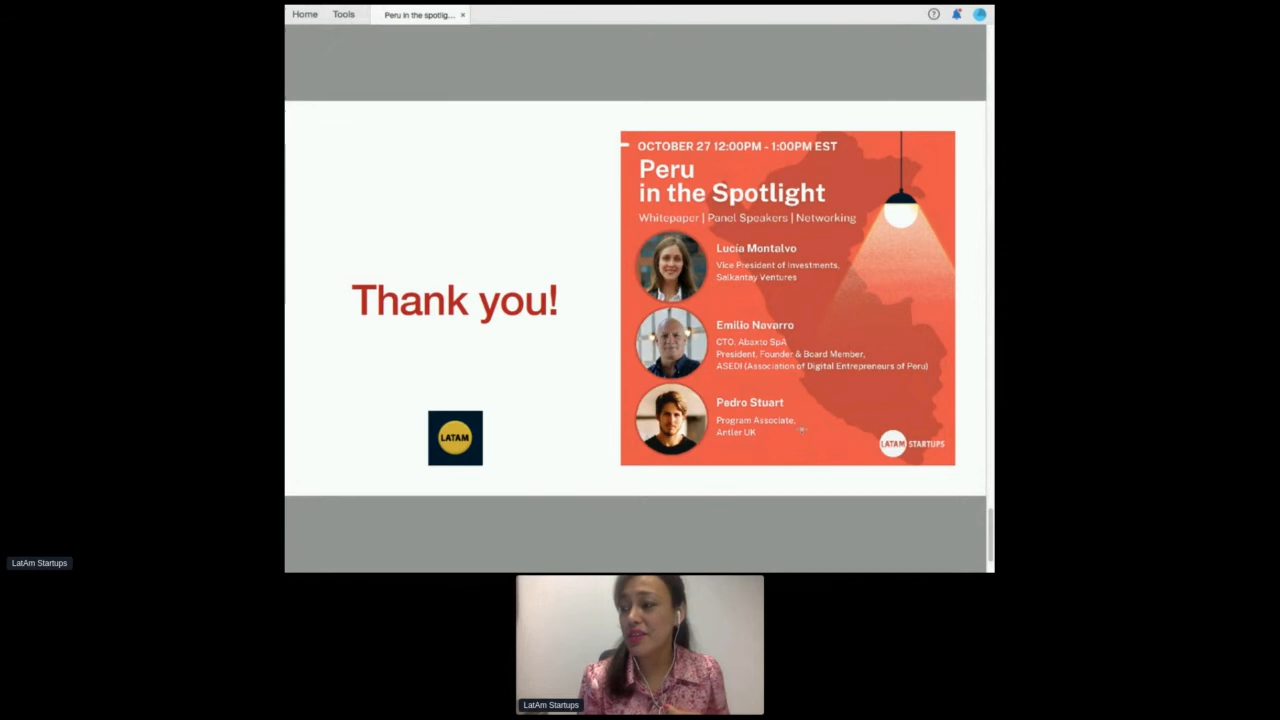 Home
Tools
Peru in the spotlig...
OCTOBER 27 12:00PM - 1:00PM EST
Peru
in the Spotlight
Whitepaper | Panel Speakers | Networking
Lucía Montalvo
Vice President of Investments,
Salkantay Ventures
Thank you!
Emilio Navarro
CTO, Abaxto SpA
President, Founder & Board Member,
ASEDI (Association of Digital Entrepreneurs of Peru)
Pedro Stuart
Program Associate,
Antler UK
LATAM
LATAM STARTUPS
LatAm Startups
LatAm Startups